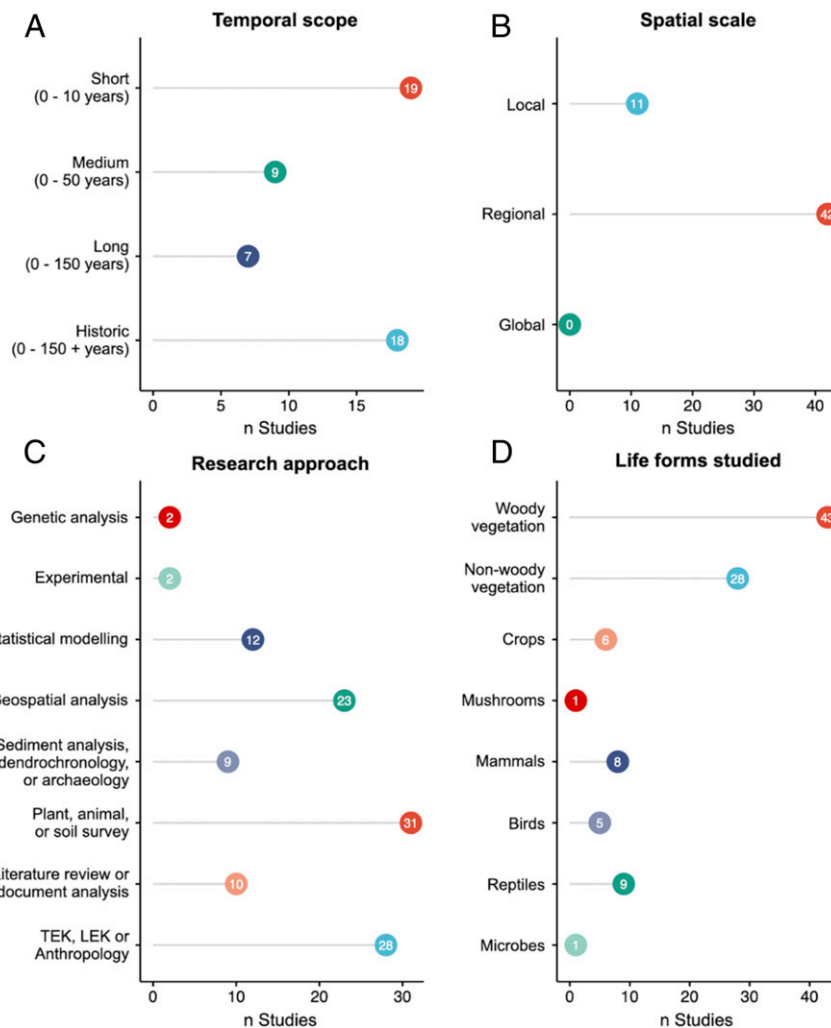 A
Temporal scope
Short
(0 - 10 years)
19
Medium
(0 - 50 years)
9
Long
(0 - 150 years)
7
Historic
(0 - 150 + years)
18
0 5 10 15
n Studies
B
Spatial scale
Local
11
Regional
42
Global
0
0 10 20 30 40
n Studies
C
Research approach
Genetic analysis
2
Experimental
2
tatistical modelling
12
eospatial analysis
23
Sediment analysis,
dendrochronology,
or archaeology
9
Plant, animal,
or soil survey
31
Literature review or
document analysis
10
TEK, LEK or
Anthropology
28
0 10 20 30
n Studies
D
Life forms studied
Woody
vegetation
43
Non-woody
vegetation
28
Crops
6
Mushrooms
1
Mammals
8
Birds
5
Reptiles
9
Microbes
1
0 10 20 30 40
n Studies